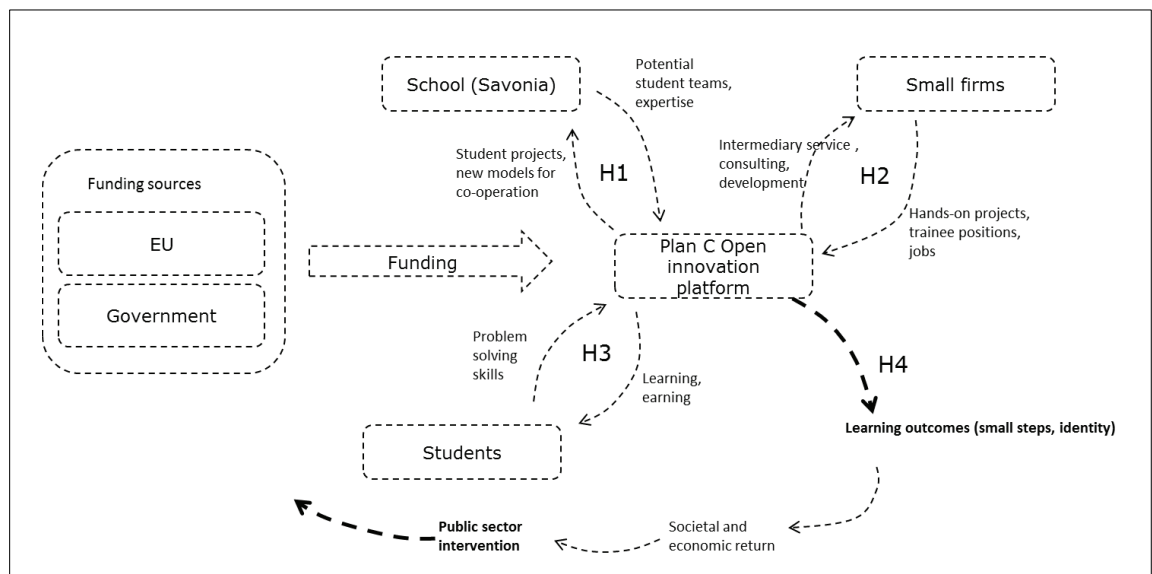 School (Savonia)
Potential
student teams,
expertise
Small firms
Student projects,
new models for
co-operation
H1
Intermediary service ,
consulting,
development
H2
Hands-on projects,
trainee positions,
jobs
Funding sources
EU
Government
Funding
Plan C Open
innovation
platform
Problem
solving
skills
H3
Learning,
earning
H4
Students
Learning outcomes (small steps, identity)
Societal and
economic return
Public sector
intervention